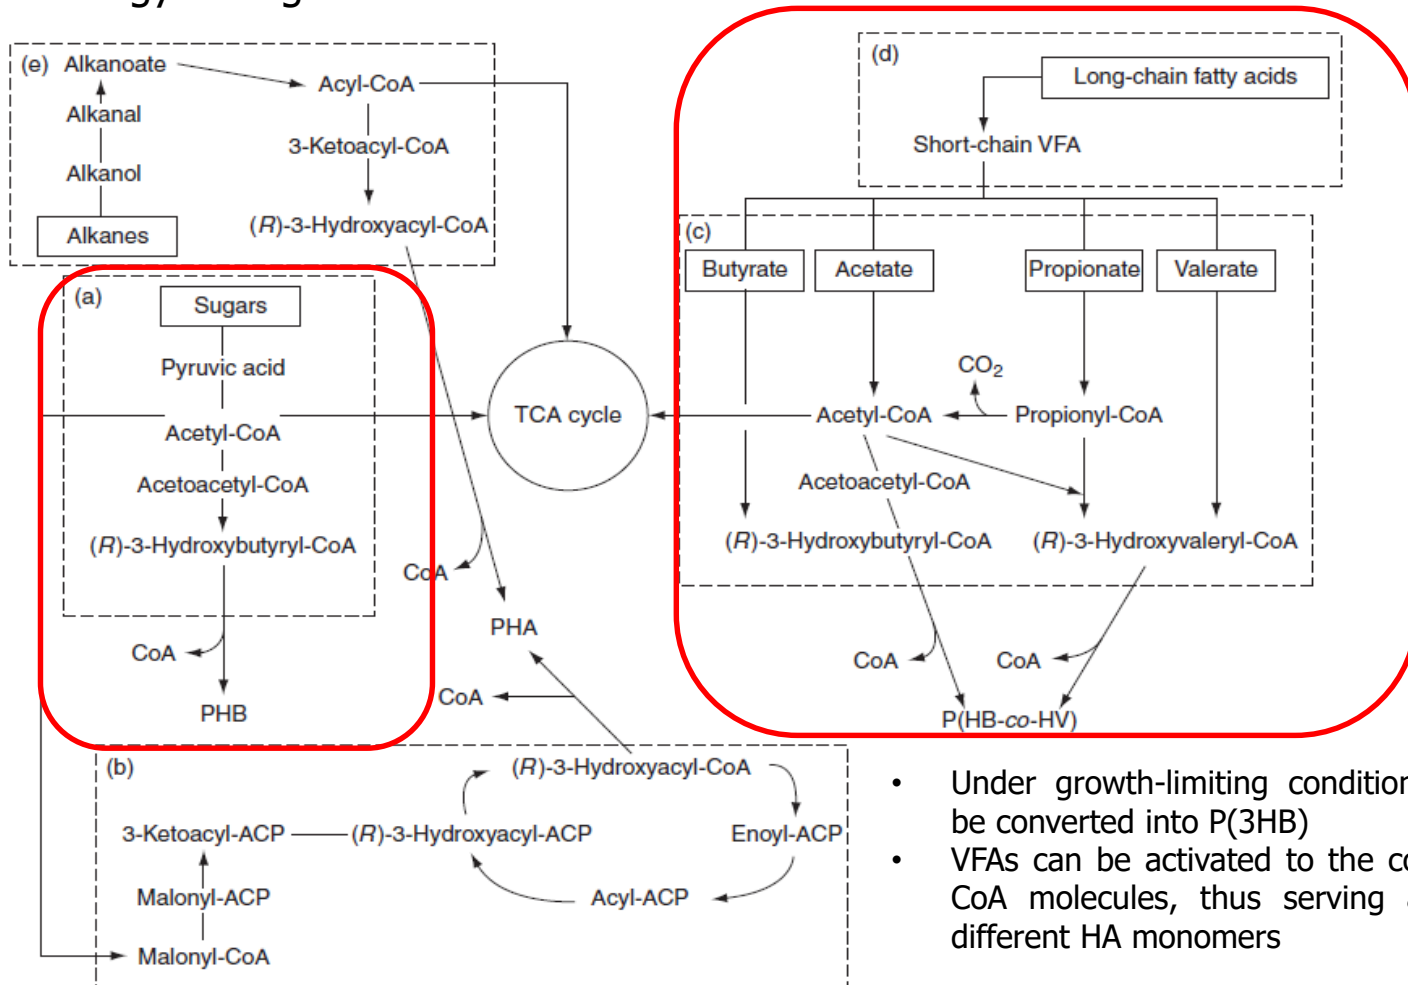 (e) Alkanoate
Acyl-CoA
Alkanal
3-Ketoacyl-CoA
Alkanol
(R)-3-Hydroxyacyl-CoA
Alkanes
(d)
Long-chain fatty acids
Short-chain VFA
(c)
Butyrate
Acetate
Propionate
Valerate
CO2
Acetyl-CoA
Propionyl-CoA
Acetoacetyl-CoA
(R)-3-Hydroxybutyryl-CoA
(R)-3-Hydroxyvaleryl-CoA
CoA
CoA
P(HB-co-HV)
(a)
Sugars
Pyruvic acid
Acetyl-CoA
Acetoacetyl-CoA
(R)-3-Hydroxybutyryl-CoA
CoA
PHB
TCA cycle
CoA
PHA
CoA
(b)
(R)-3-Hydroxyacyl-CoA
3-Ketoacyl-ACP
(R)-3-Hydroxyacyl-ACP
Enoyl-ACP
Malonyl-ACP
Acyl-ACP
Malonyl-CoA
• Under growth-limiting condition
be converted into P(3HB)
• VFAs can be activated to the co
CoA molecules, thus serving
different HA monomers